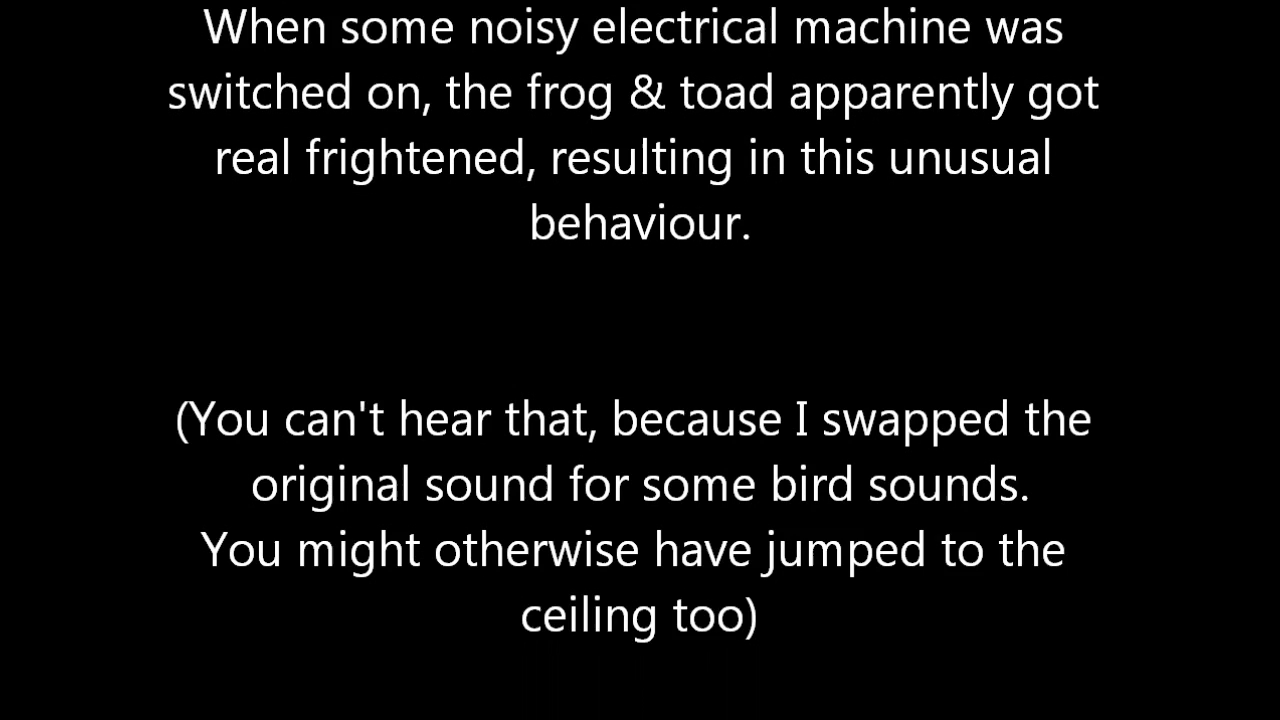 When some noisy electrical machine was
switched on, the frog & toad apparently got
real frightened, resulting in this unusual
behaviour.
(You can't hear that, because I swapped the
original sound for some bird sounds.
You might otherwise have jumped to the
ceiling too)